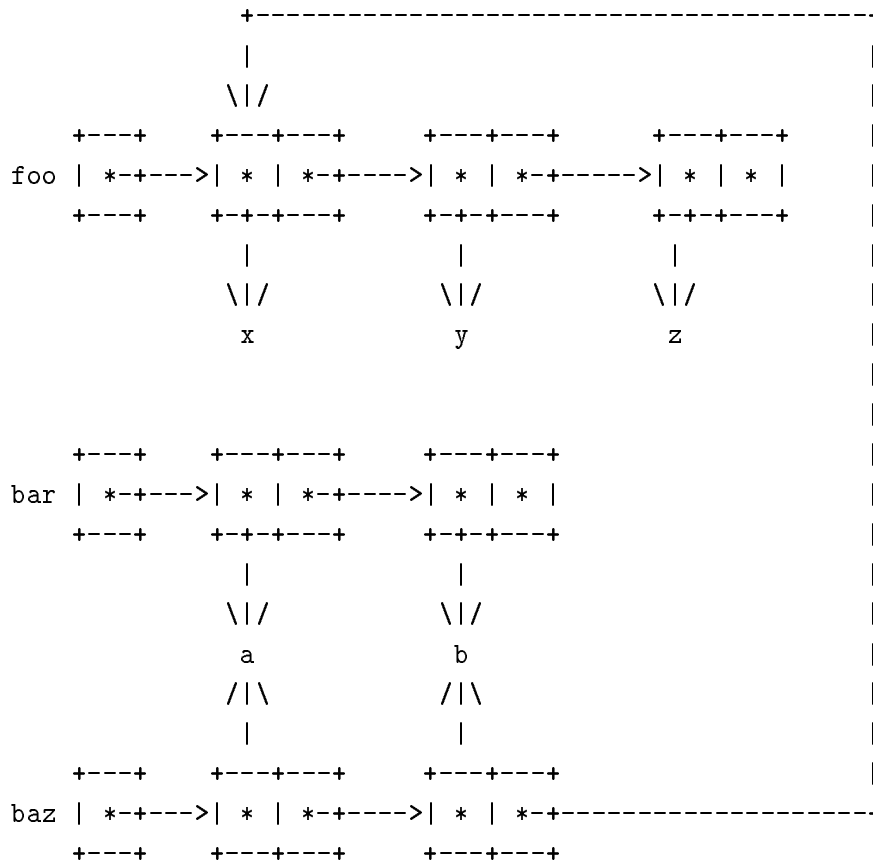 +----------------------------------------
              |                                       |
             \|/                                      |
    +---+    +---+---+     +---+---+      +---+---+   |
foo | *-+--->| * | *-+---->| * | *-+----->| * | * |   |
    +---+    +-+-+---+     +-+-+---+      +-+-+---+   |
               |             |              |         |
              \|/           \|/            \|/        |
               x             y              z         |
                                                      |
                                                      |
    +---+    +---+---+     +---+---+                  |
bar | *-+--->| * | *-+---->| * | * |                  |
    +---+    +-+-+---+     +-+-+---+                  |
               |             |                        |
              \|/           \|/                       |
               a             b                        |
              /|\           /|\                       |
               |             |                        |
    +---+    +---+---+     +---+---+                  |
baz | *-+--->| * | *-+---->| * | *-+-------------------
    +---+    +---+---+     +---+---+